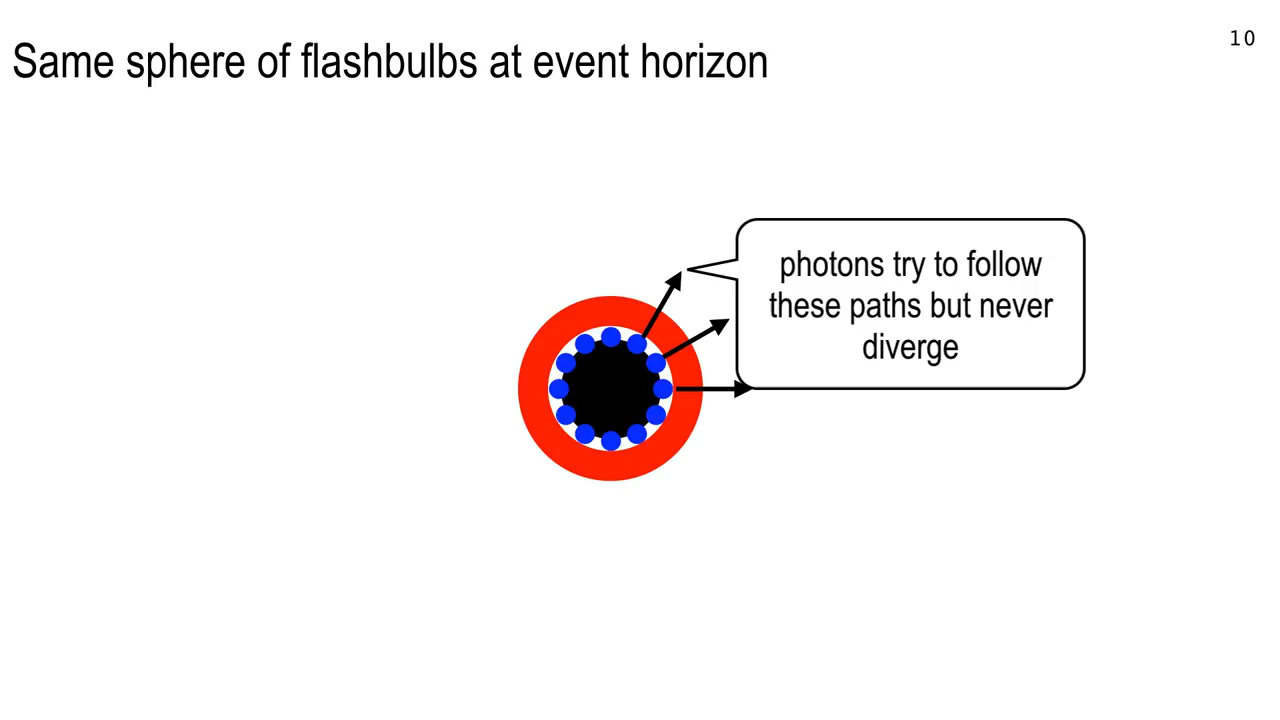 10
Same sphere of flashbulbs at event horizon
photons try to follow
these paths but never
diverge